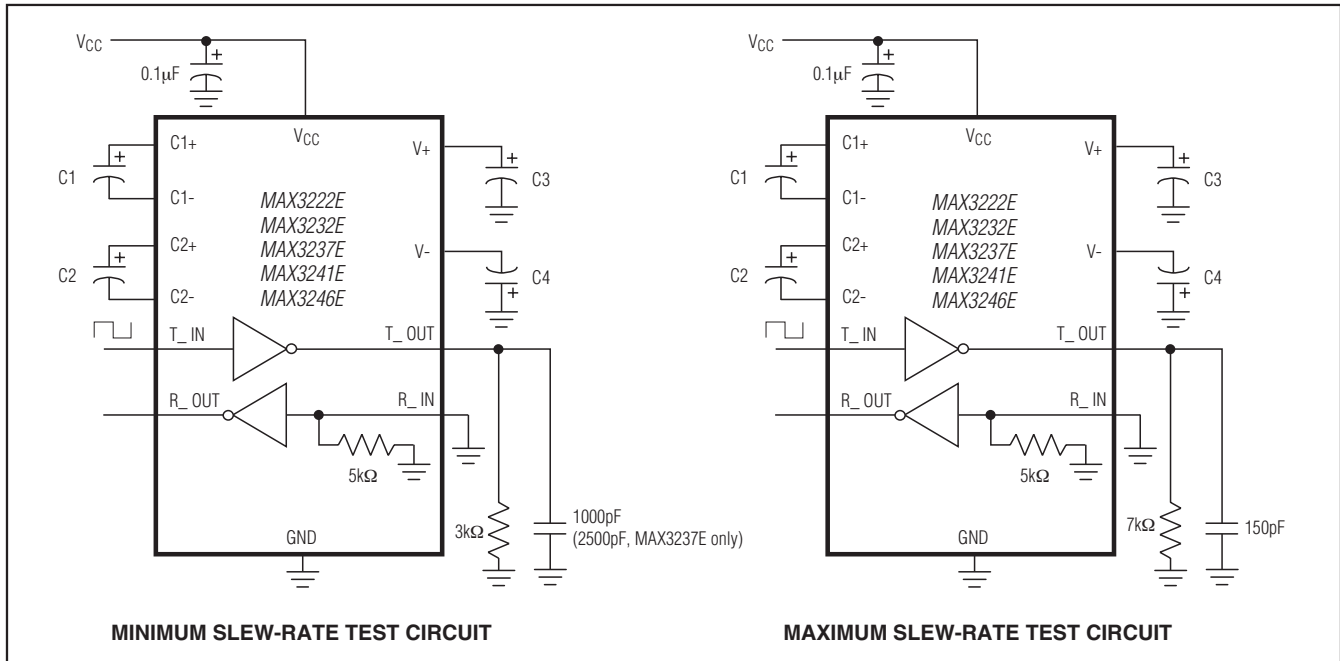 VCC
+
0.1µF
VCC
C1+
V+
+
C1
+
C3
C1-
MAX3222E
MAX3232E
C2+
MAX3237E
V-
+
C2
MAX3241E
C4
C2-
MAX3246E
+
T_ IN
T_ OUT
R_ OUT
R_ IN
5kΩ
3kΩ
1000pF
(2500pF, MAX3237E only)
GND
MINIMUM SLEW-RATE TEST CIRCUIT
VCC
+
0.1µF
VCC
C1+
V+
+
C1
+
C3
C1-
MAX3222E
MAX3232E
C2+
MAX3237E
V-
+
C2
MAX3241E
C4
C2-
MAX3246E
+
T_ IN
T_ OUT
R_ OUT
R_ IN
5kΩ
7kΩ
150pF
GND
MAXIMUM SLEW-RATE TEST CIRCUIT